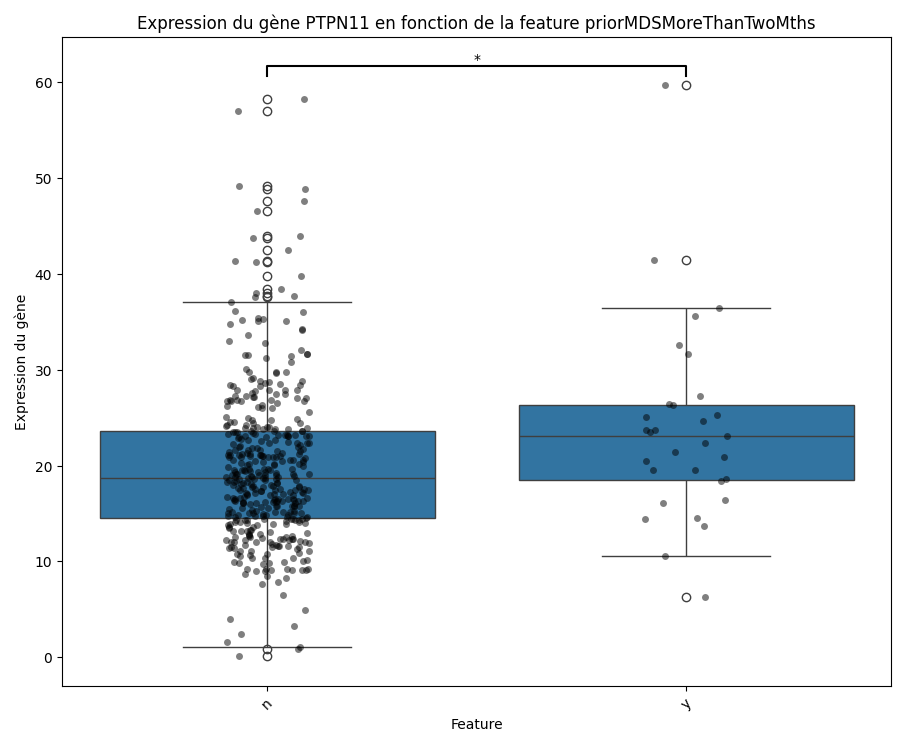 Expression du gène PTPN11 en fonction de la feature priorMDSMoreThanTwoMths
*
60
50
40
30
20
10
0
Expression du gène
n
y
Feature